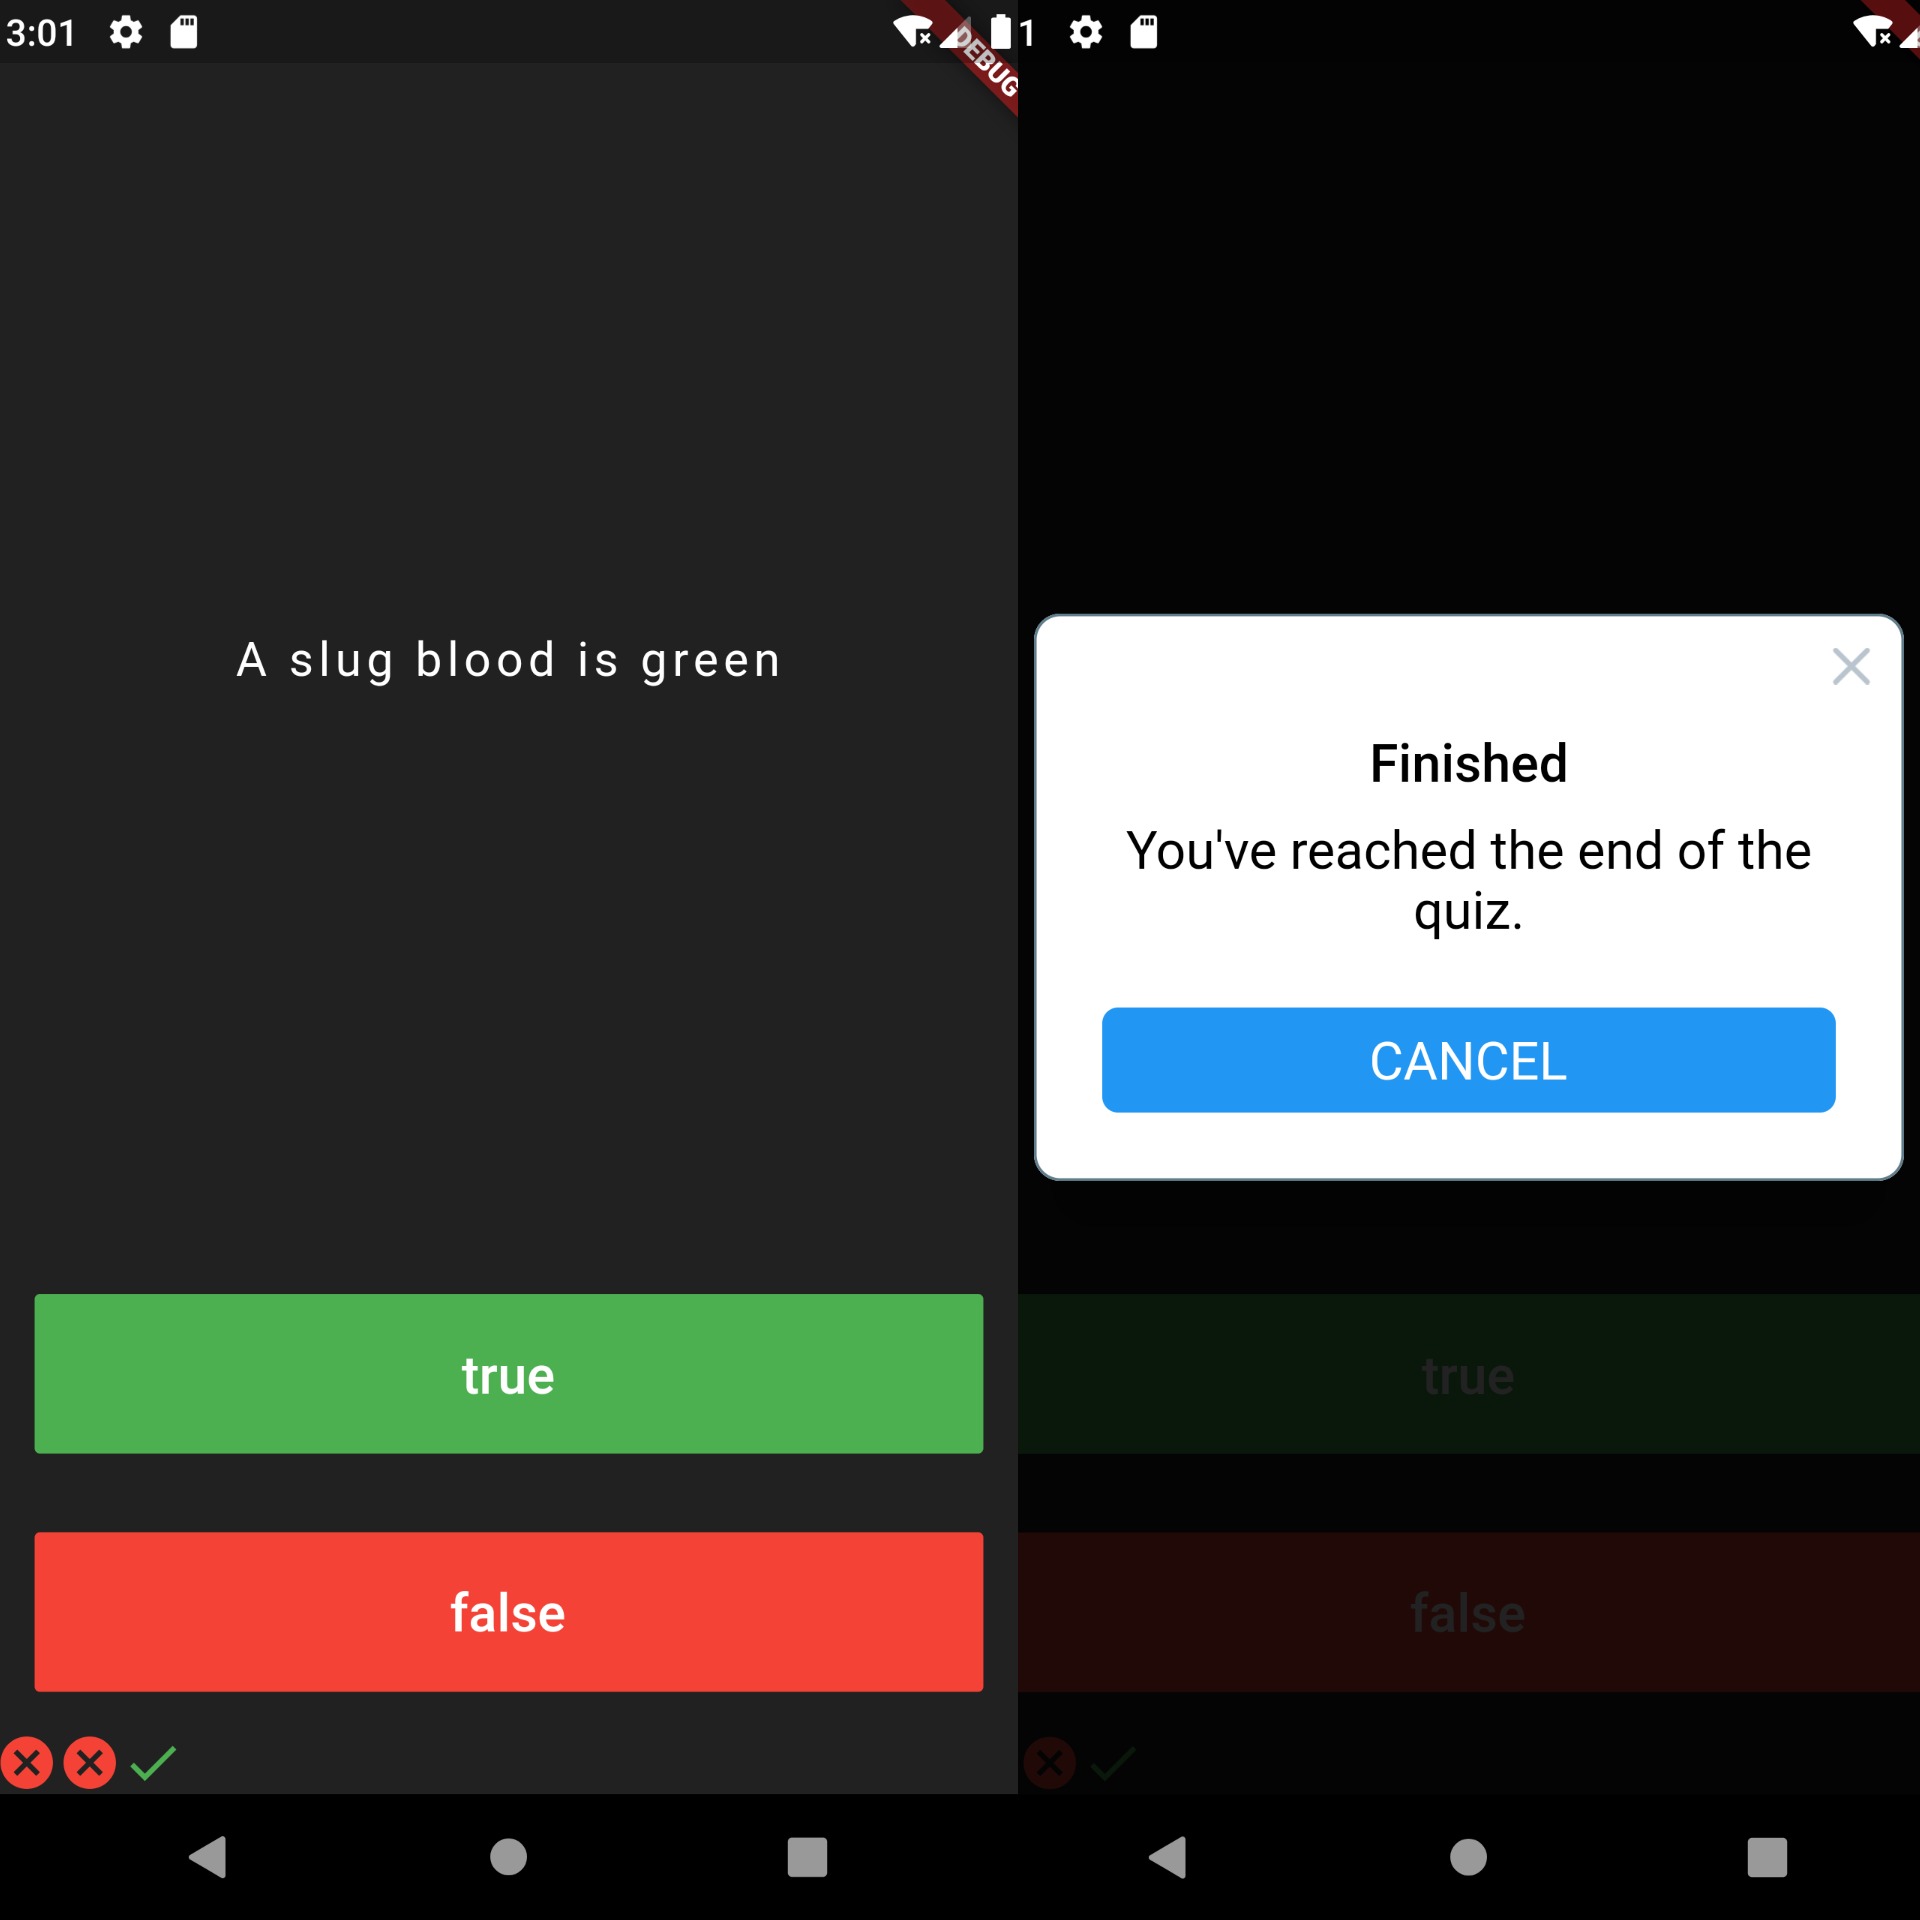 3:01
DEBUG
A slug blood is green
true
false
1
Finished
You've reached the end of the
quiz.
CANCEL
true
false